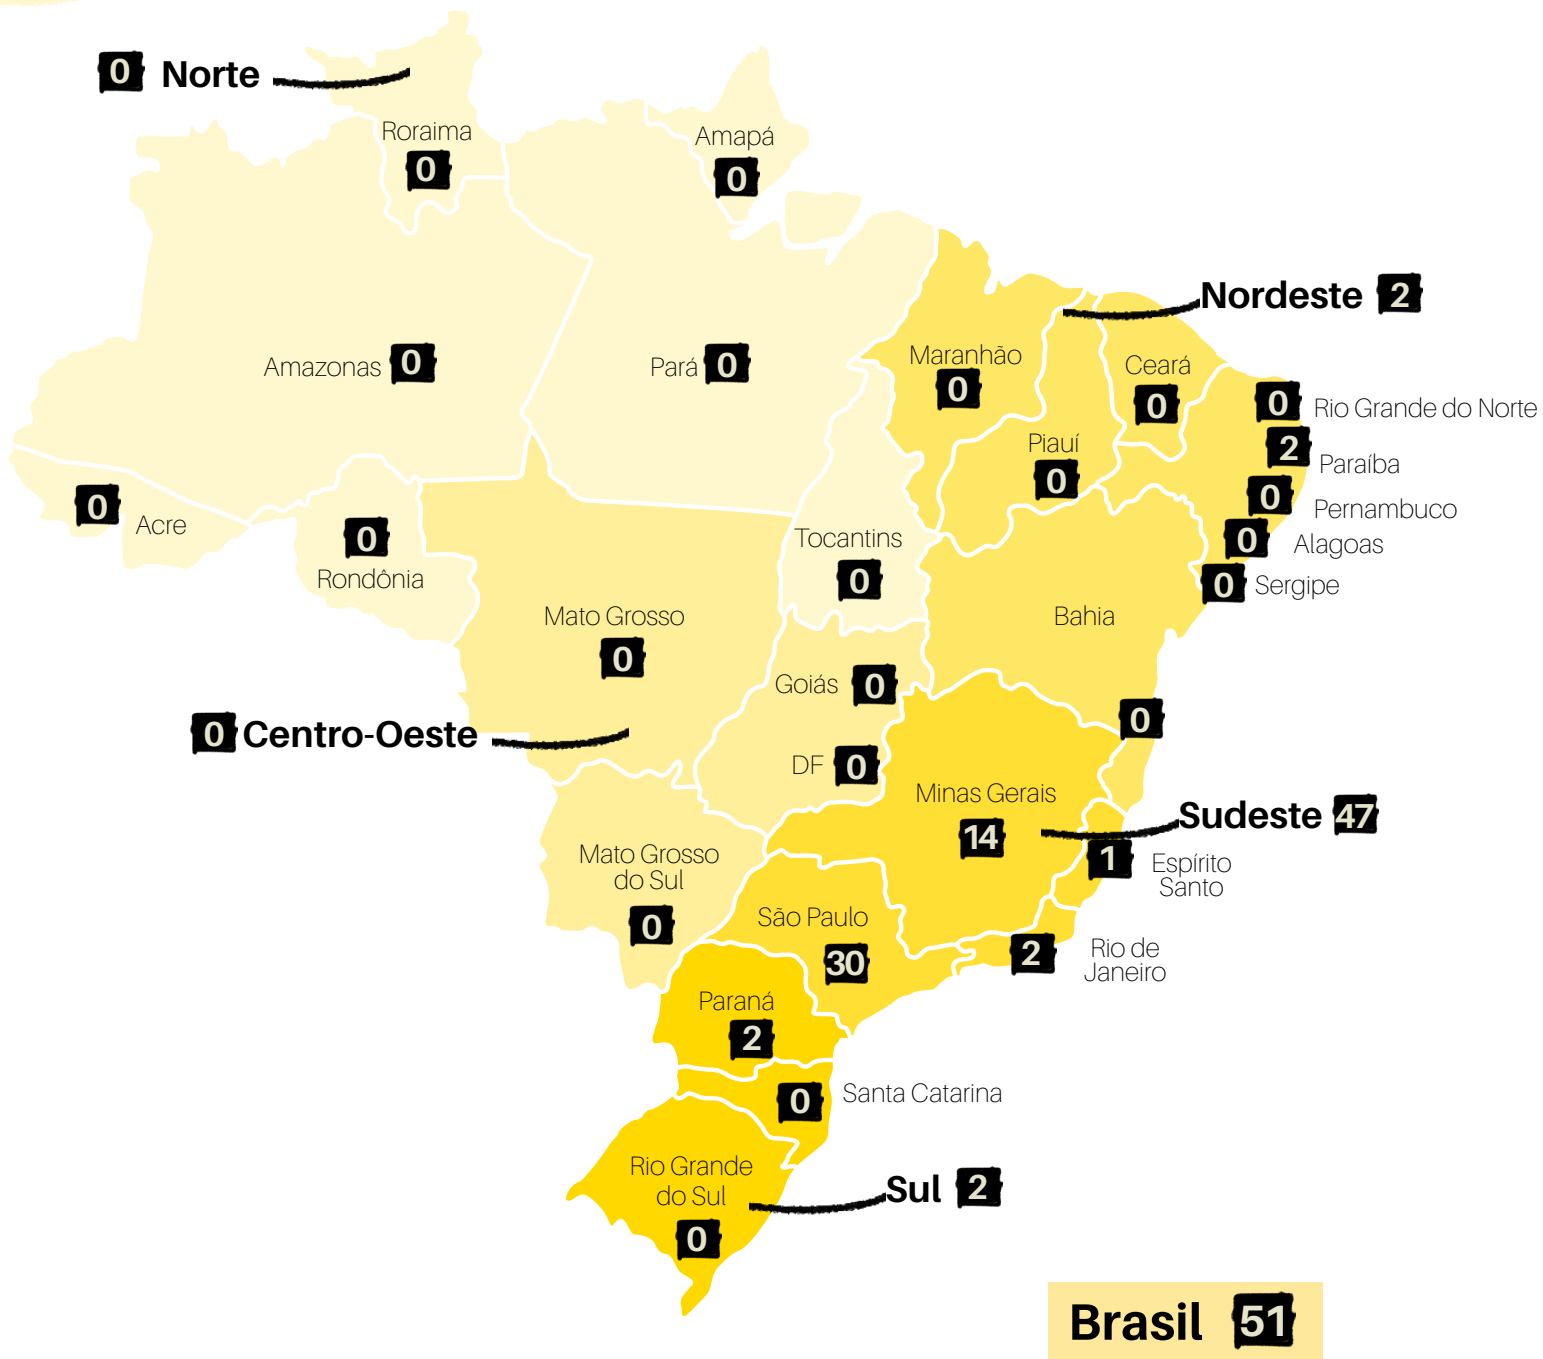 0 Norte
Roraima
0
Amapá
0
Nordeste 2
Amazonas 0
Pará 0
Maranhão
0
Ceará
0
0 Rio Grande do Norte
2 Paraíba
Piauí
0
0 Pernambuco
0 Alagoas
0 Sergipe
0 Acre
0
Rondônia
Tocantins
0
Mato Grosso
0
Bahia
0
Goiás 0
0 Centro-Oeste
DF 0
Minas Gerais
14
Sudeste 47
1 Espírito
Santo
Mato Grosso
do Sul
0
São Paulo
30
2 Rio de
Janeiro
Paraná
2
0 Santa Catarina
Rio Grande
do Sul
0
Sul 2
Brasil 51